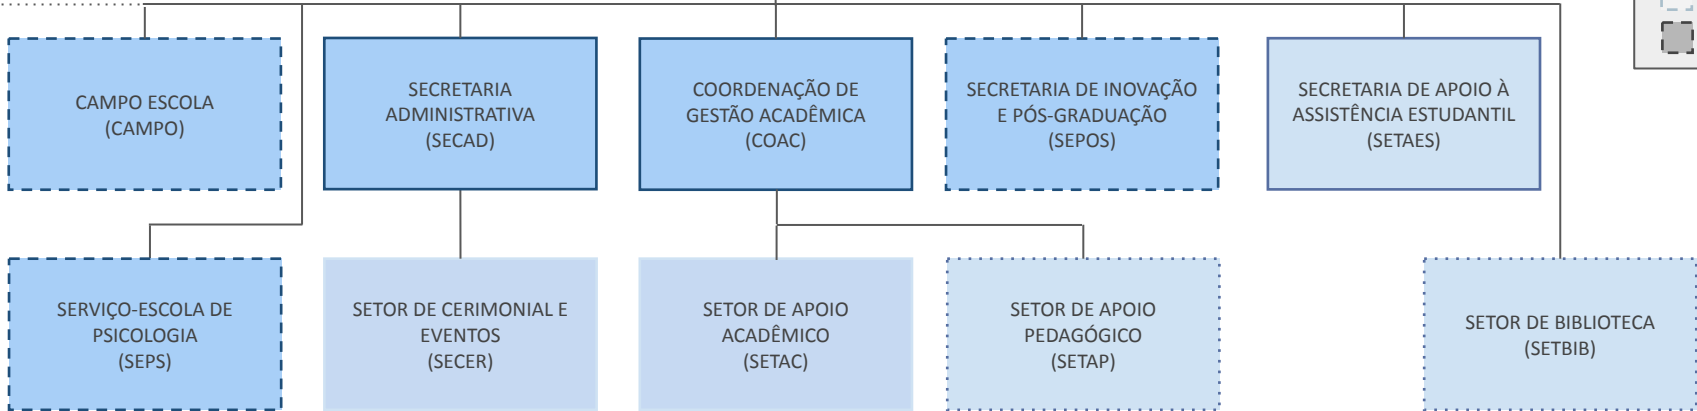 CAMPO ESCOLA
(CAMPO)
SECRETARIA
ADMINISTRATIVA
(SECAD)
COORDENAÇÃO DE
GESTÃO ACADÊMICA
(COAC)
SECRETARIA DE INOVAÇÃO
E PÓS-GRADUAÇÃO
(SEPOS)
SECRETARIA DE APOIO À
ASSISTÊNCIA ESTUDANTIL
(SETAES)
SERVIÇO-ESCOLA DE
PSICOLOGIA
(SEPS)
SETOR DE CERIMONIAL E
EVENTOS
(SECER)
SETOR DE APOIO
ACADÊMICO
(SETAC)
SETOR DE APOIO
PEDAGÓGICO
(SETAP)
SETOR DE BIBLIOTECA
(SETBIB)